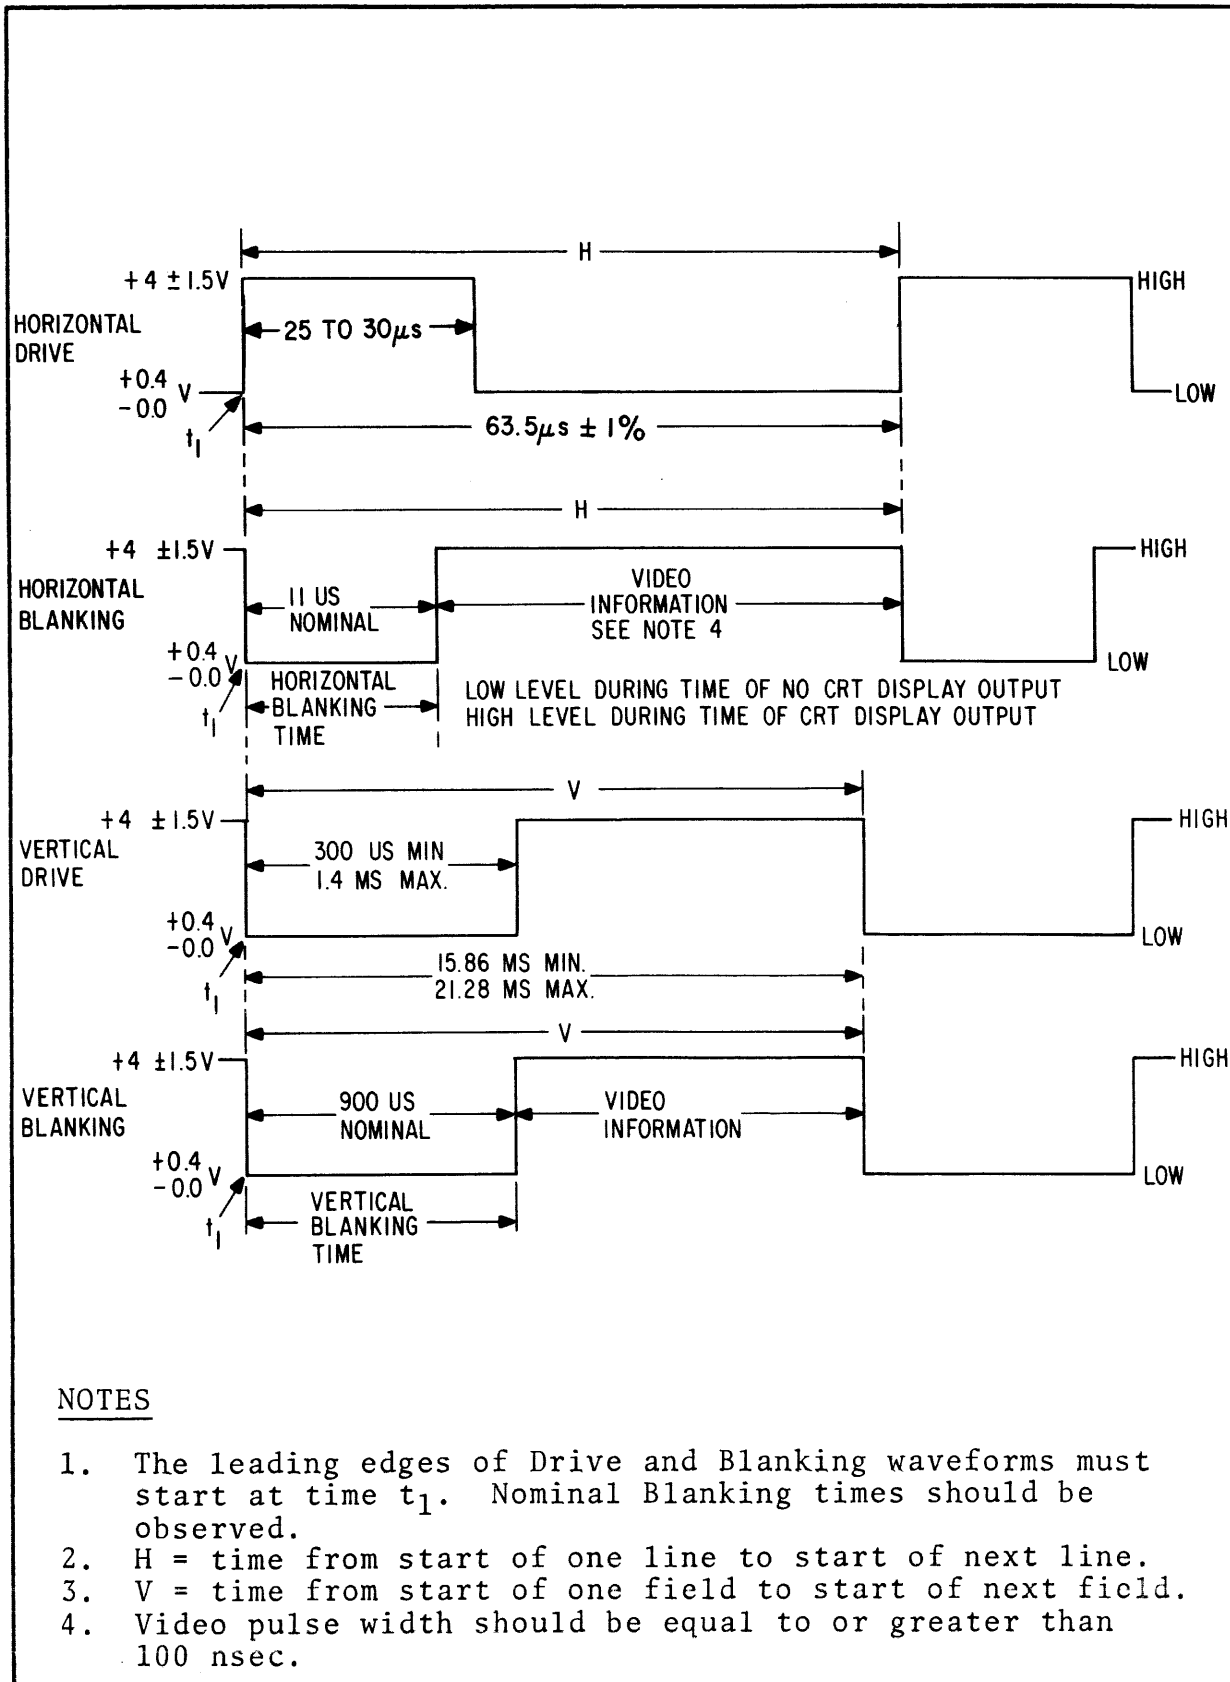 H
+4 ±1.5V
HIGH
HORIZONTAL
DRIVE
25 TO 30μs
+0.4
-0.0 V
LOW
t1
63.5μs ± 1%
H
+4 ±1.5V
HIGH
HORIZONTAL
BLANKING
11 US
NOMINAL
VIDEO
INFORMATION
SEE NOTE 4
+0.4
-0.0 V
LOW
t1
HORIZONTAL
BLANKING
TIME
LOW LEVEL DURING TIME OF NO CRT DISPLAY OUTPUT
HIGH LEVEL DURING TIME OF CRT DISPLAY OUTPUT
V
+4 ±1.5V
HIGH
VERTICAL
DRIVE
300 US MIN
1.4 MS MAX.
+0.4
-0.0 V
LOW
t1
15.86 MS MIN.
21.28 MS MAX.
V
+4 ±1.5V
HIGH
VERTICAL
BLANKING
900 US
NOMINAL
VIDEO
INFORMATION
+0.4
-0.0 V
LOW
t1
VERTICAL
BLANKING
TIME
NOTES
1. The leading edges of Drive and Blanking waveforms must
start at time t1. Nominal Blanking times should be
observed.
2. H = time from start of one line to start of next line.
3. V = time from start of one field to start of next field.
4. Video pulse width should be equal to or greater than
100 nsec.